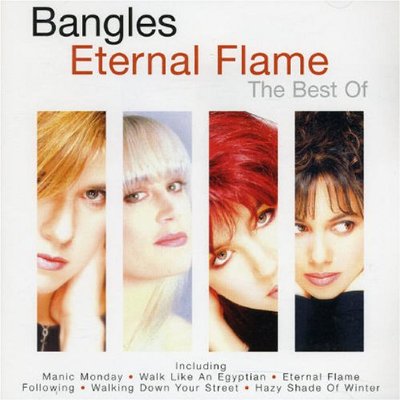 Bangles
Eternal Flame
The Best Of
Including
Manic Monday • Walk Like An Egyptian • Eternal Flame
Following • Walking Down Your Street • Hazy Shade Of Winter